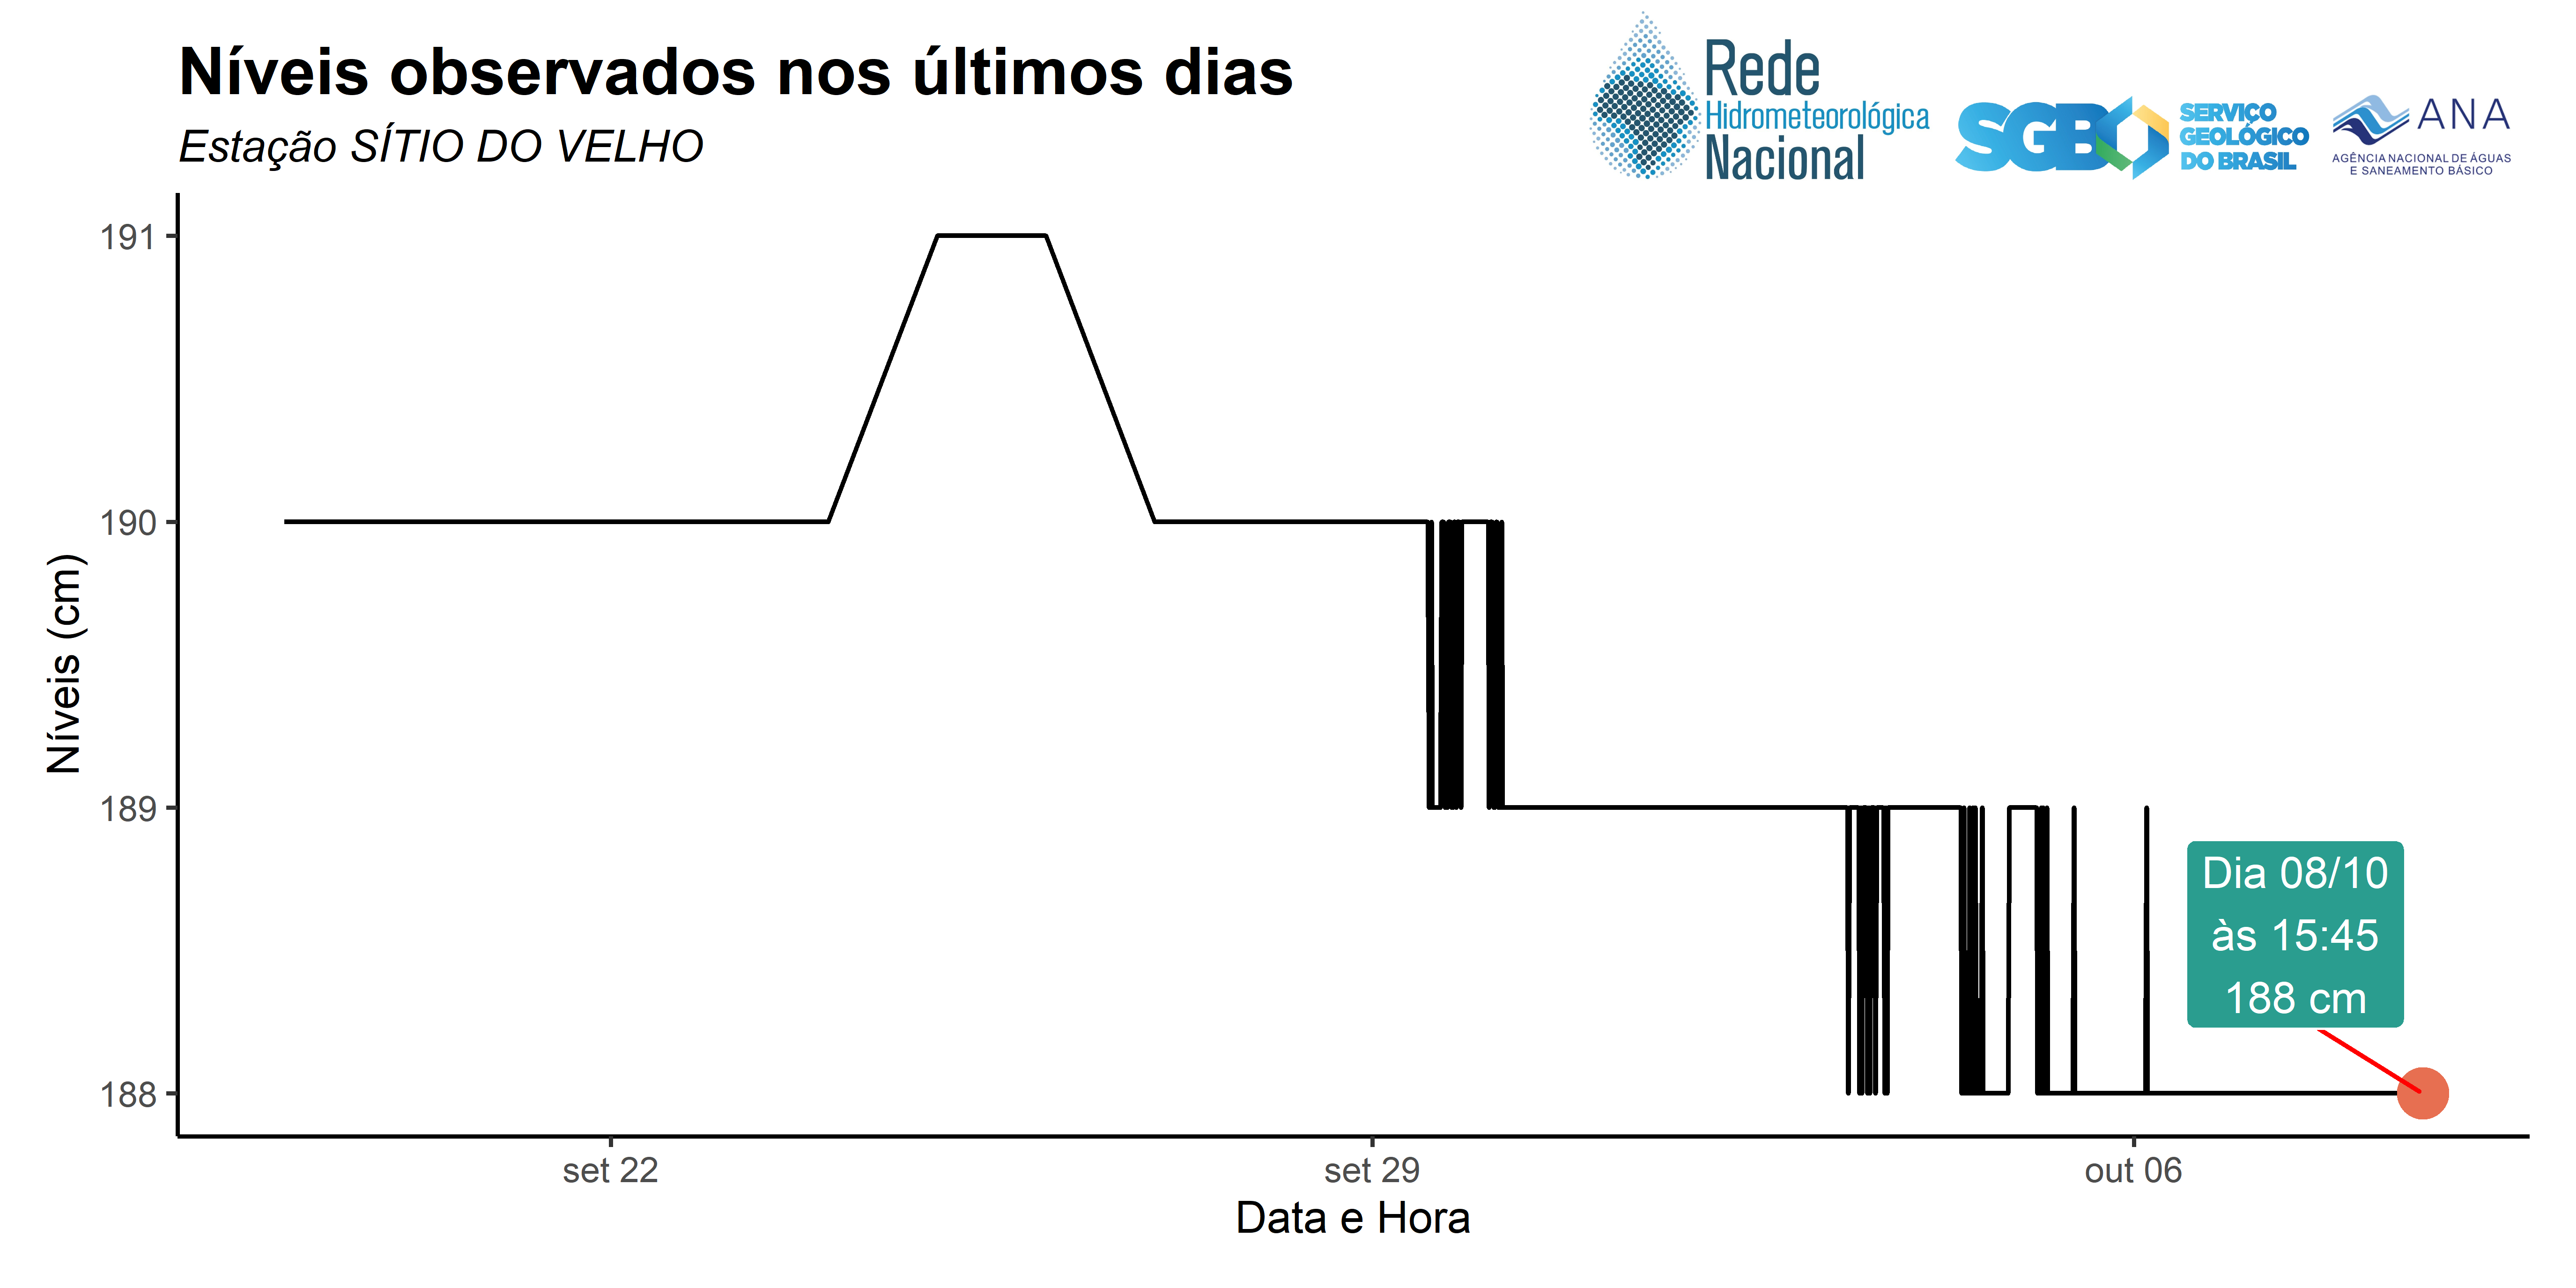 Níveis observados nos últimos dias
Estação SÍTIO DO VELHO
Rede
Hidrometeorológica
Nacional
SGB
SERVIÇO
GEOLÓGICO
DO BRASIL
ANA
AGÊNCIA NACIONAL DE ÁGUAS
E SANEAMENTO BÁSICO
191
190
189
188
Níveis (cm)
Dia 08/10
às 15:45
188 cm
set 22
set 29
out 06
Data e Hora